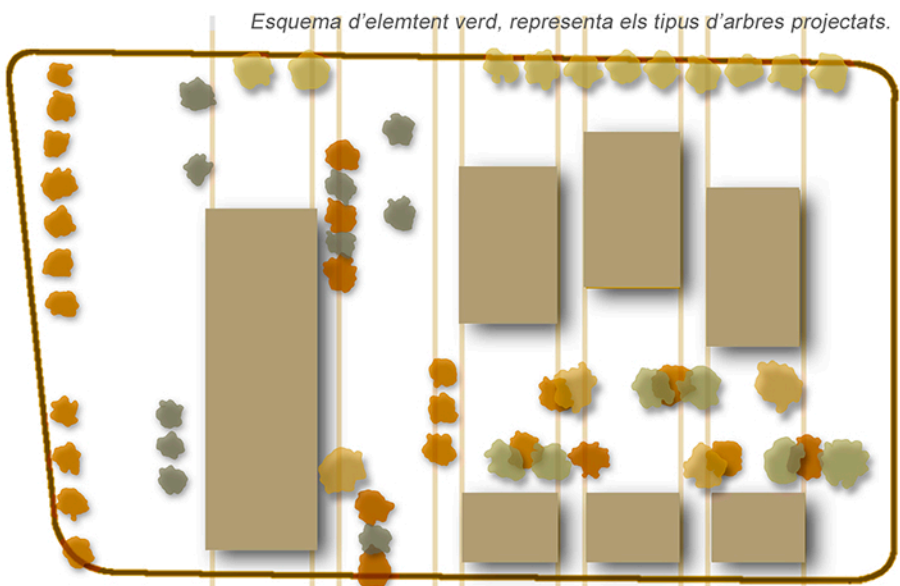 Esquema d’elemtent verd, representa els tipus d’arbres projectats.